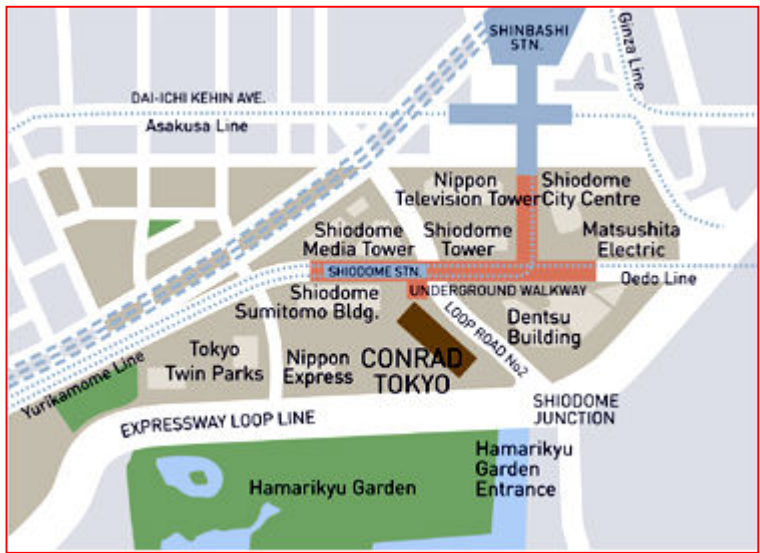 SHINBASHI
STN.
Ginza Line
DAI-ICHI KEHIN AVE.
Asakusa Line
Nippon
Television Tower
Shiodome
City Centre
Shiodome
Media Tower
Shiodome
Tower
Matsushita
Electric
SHIODOME STN.
Oedo Line
UNDERGROUND WALKWAY
Shiodome
Sumitomo Bldg.
LOOP ROAD No2
Dentsu
Building
Tokyo
Twin Parks
Nippon
Express
CONRAD
TOKYO
Yurikamome Line
EXPRESSWAY LOOP LINE
SHIODOME
JUNCTION
Hamarikyu Garden
Hamarikyu
Garden
Entrance